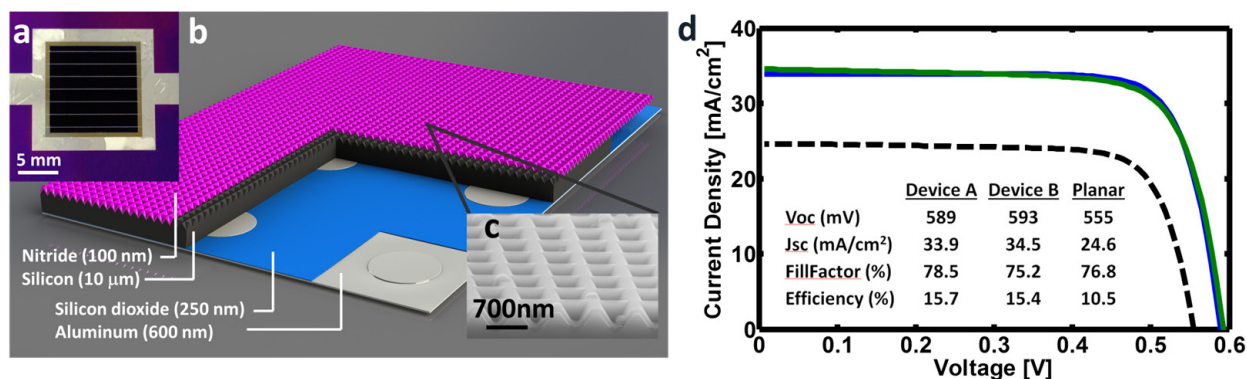 a
5 mm
b
Nitride (100 nm)
Silicon (10 μm)
Silicon dioxide (250 nm)
Aluminum (600 nm)
c
700nm
d
Current Density [mA/cm²]
40
30
20
10
0
Device A Device B Planar
Voc (mV) 589 593 555
Jsc (mA/cm²) 33.9 34.5 24.6
FillFactor (%) 78.5 75.2 76.8
Efficiency (%) 15.7 15.4 10.5
0 0.1 0.2 0.3 0.4 0.5 0.6
Voltage [V]